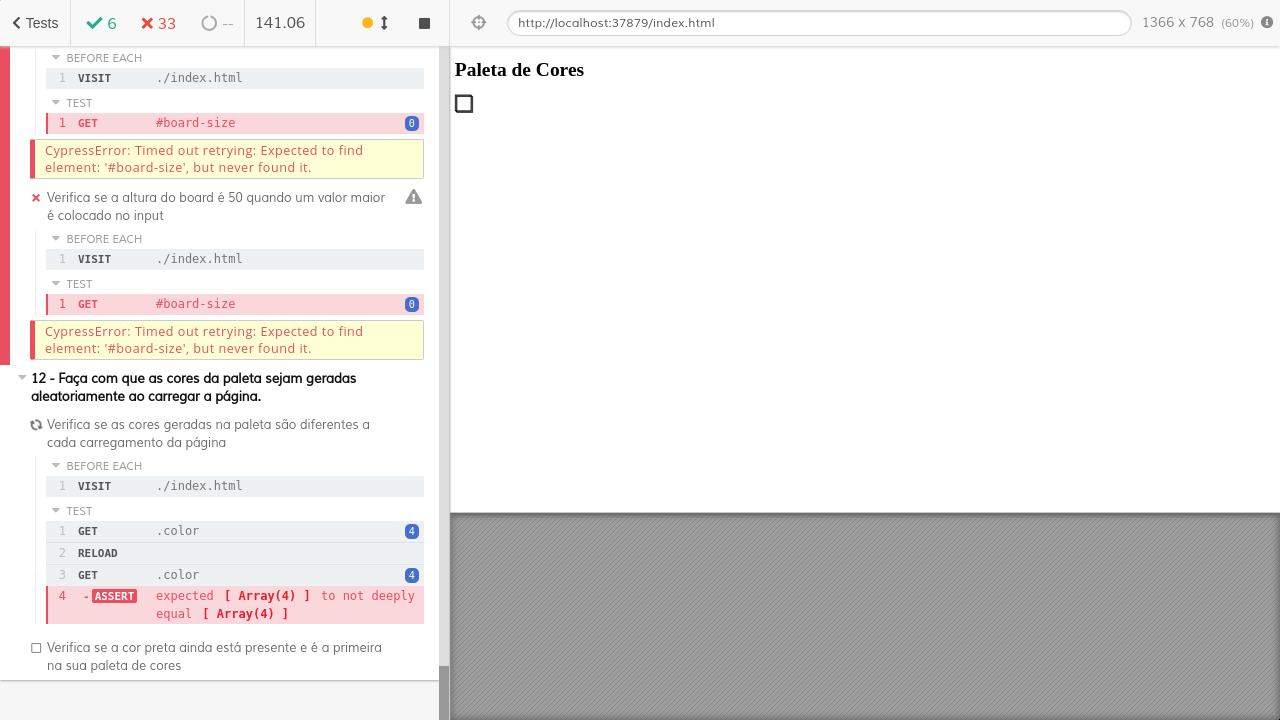 Tests
6
33
--
141.06
http://localhost:37879/index.html
1366 x 768 (60%)
BEFORE EACH
1 VISIT ./index.html
TEST
1 GET #board-size 0
CypressError: Timed out retrying: Expected to find
element: '#board-size', but never found it.
Verifica se a altura do board é 50 quando um valor maior
é colocado no input
BEFORE EACH
1 VISIT ./index.html
TEST
1 GET #board-size 0
CypressError: Timed out retrying: Expected to find
element: '#board-size', but never found it.
12 - Faça com que as cores da paleta sejam geradas
aleatoriamente ao carregar a página.
Verifica se as cores geradas na paleta são diferentes a
cada carregamento da página
BEFORE EACH
1 VISIT ./index.html
TEST
1 GET .color 4
2 RELOAD
3 GET .color 4
4 -ASSERT expected [ Array(4) ] to not deeply
equal [ Array(4) ]
Verifica se a cor preta ainda está presente e é a primeira
na sua paleta de cores
Paleta de Cores